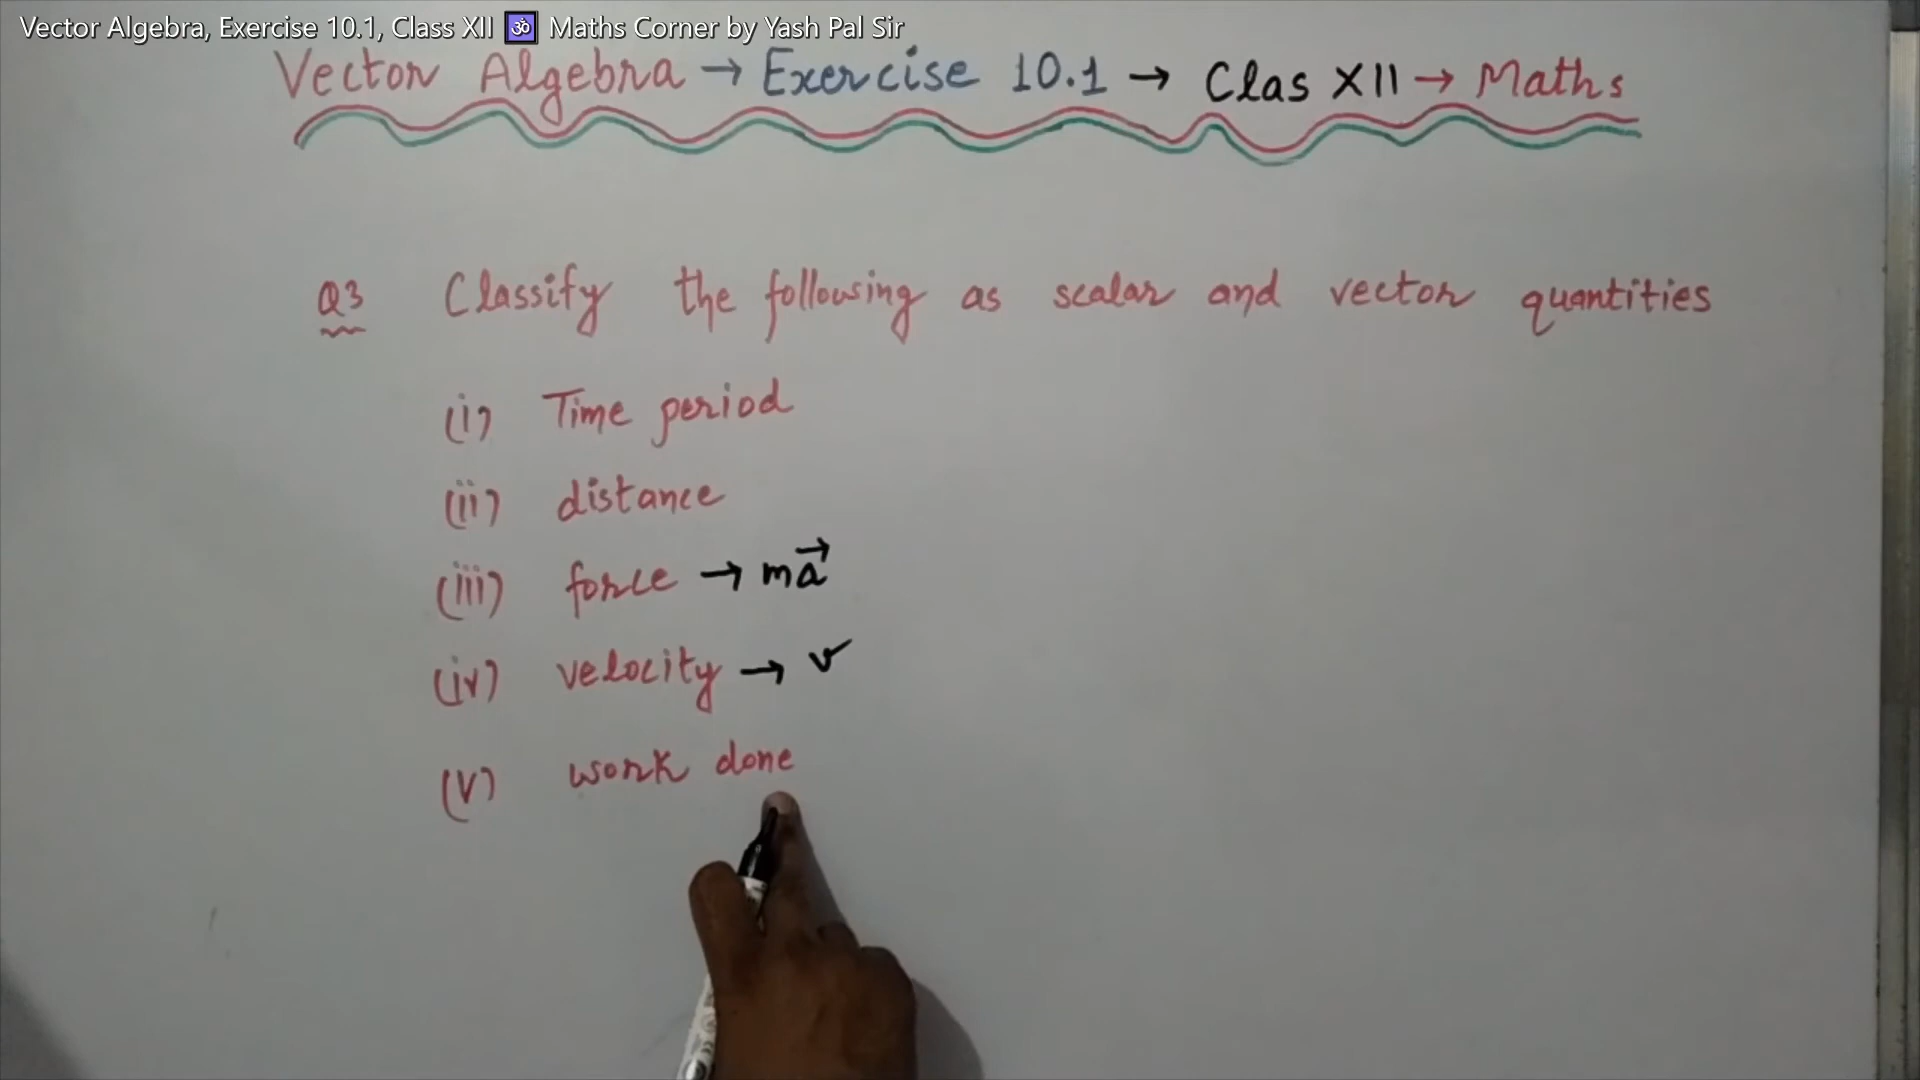 Vector Algebra, Exercise 10.1, Class XII 🕉 Maths Corner by Yash Pal Sir
Vector Algebra → Exercise 10.1 → Clas XII → Maths
Q3 Classify the following as scalar and vector quantities
(i) Time period
(ii) distance
(iii) force → ma⃗
(iv) velocity → v
(v) work done